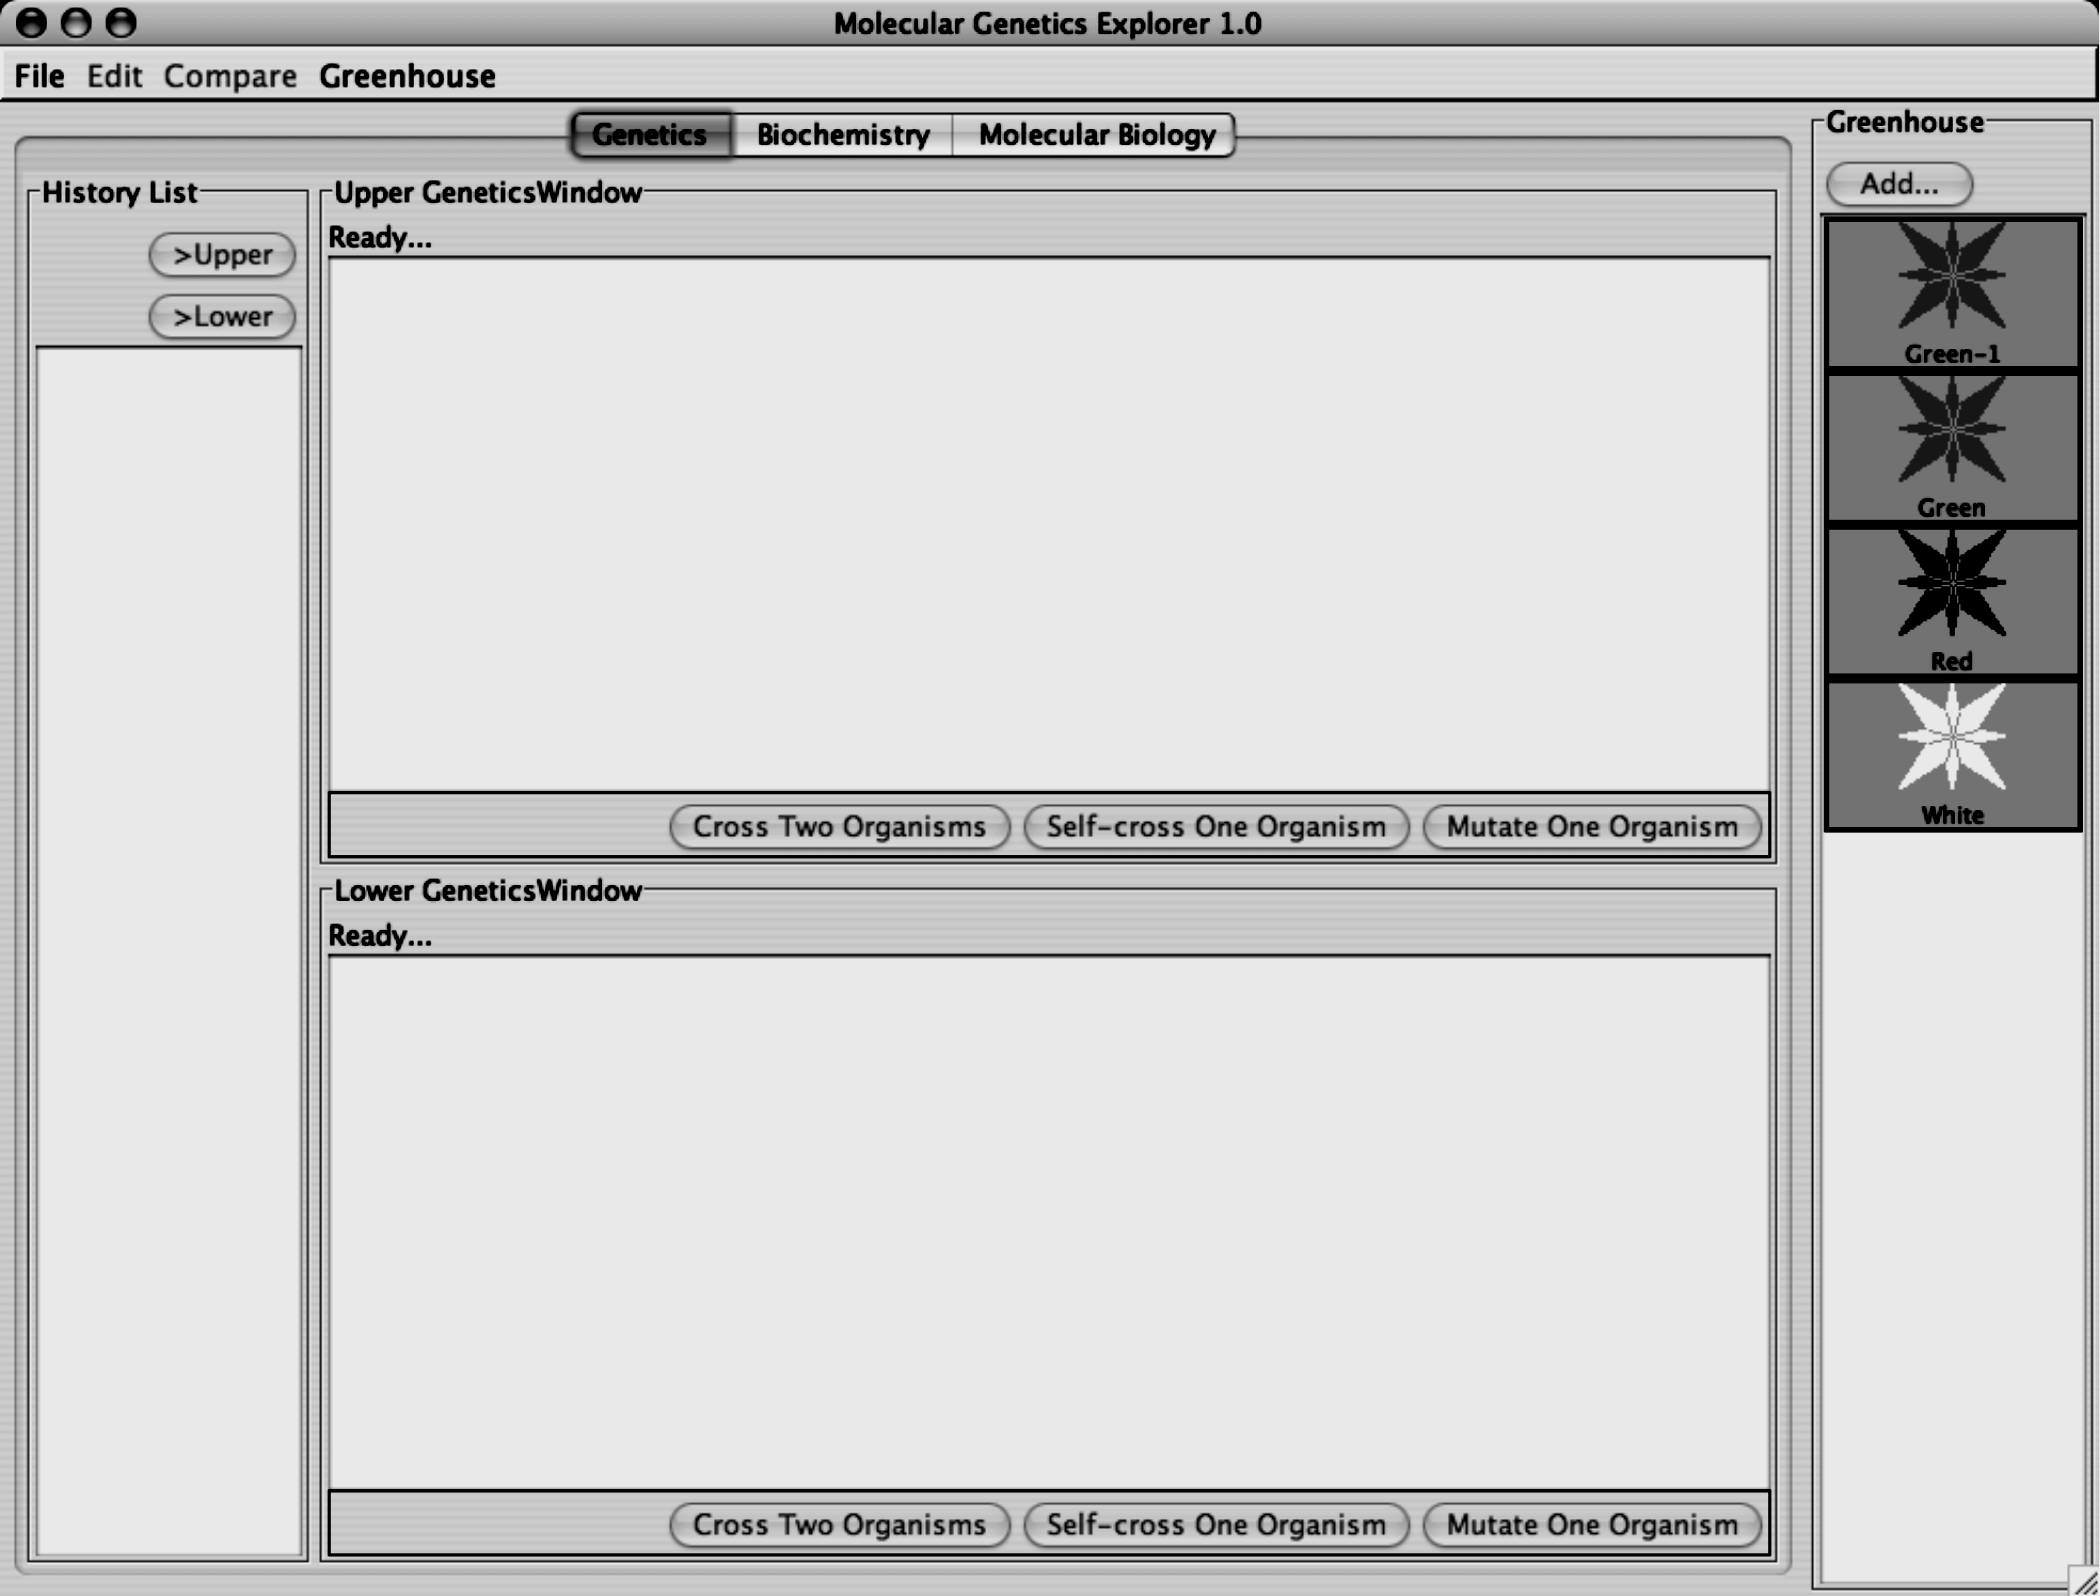 Molecular Genetics Explorer 1.0
File Edit Compare Greenhouse
Genetics Biochemistry Molecular Biology
History List
>Upper
>Lower
Upper GeneticsWindow
Ready...
Cross Two Organisms Self-cross One Organism Mutate One Organism
Lower GeneticsWindow
Ready...
Cross Two Organisms Self-cross One Organism Mutate One Organism
Greenhouse
Add...
Green-1
Green
Red
White